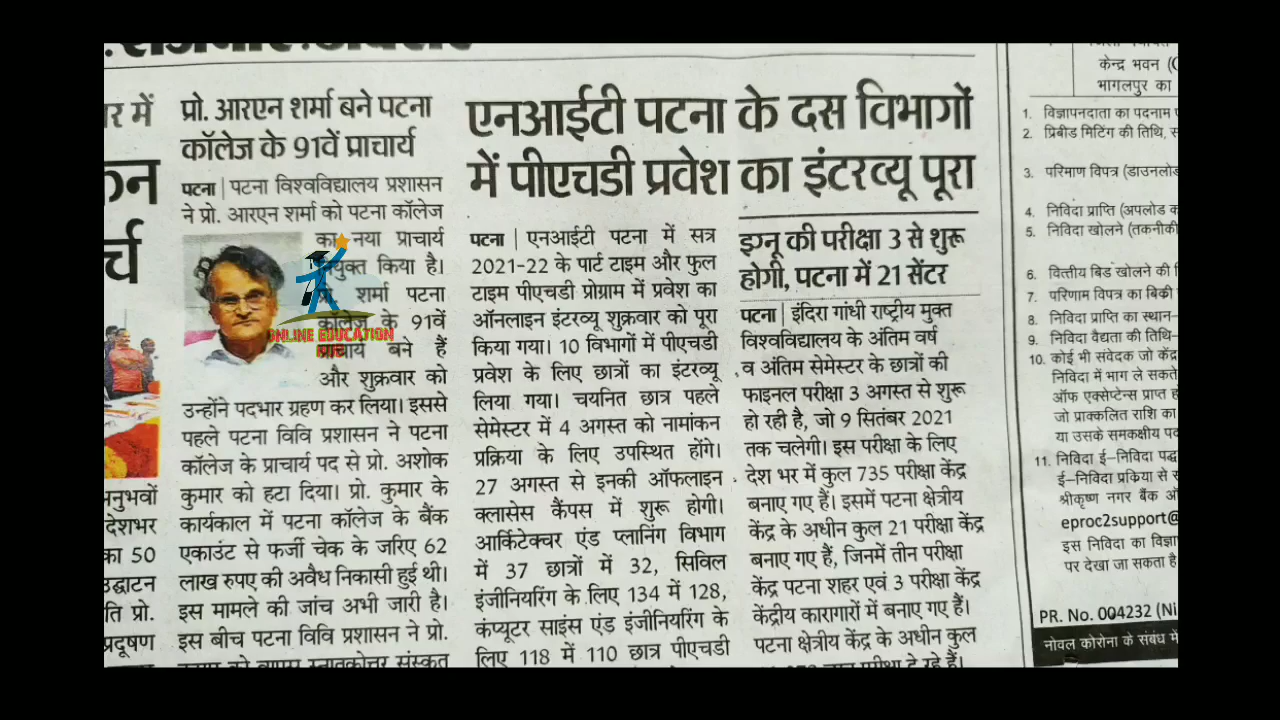 र में
र्च
नुभवों
देशभर
का 50
उद्घाटन
ति प्रो.
प्रदूषण
प्रो. आरएन शर्मा बने पटना
कॉलेज के 91वें प्राचार्य
पटना | पटना विश्वविद्यालय प्रशासन
ने प्रो. आरएन शर्मा को पटना कॉलेज
का नया प्राचार्य
नियुक्त किया है।
प्रो. शर्मा पटना
कॉलेज के 91वें
प्राचार्य बने हैं
और शुक्रवार को
उन्होंने पदभार ग्रहण कर लिया। इससे
पहले पटना विवि प्रशासन ने पटना
कॉलेज के प्राचार्य पद से प्रो. अशोक
कुमार को हटा दिया। प्रो. कुमार के
कार्यकाल में पटना कॉलेज के बैंक
एकाउंट से फर्जी चेक के जरिए 62
लाख रुपए की अवैध निकासी हुई थी।
इस मामले की जांच अभी जारी है।
इस बीच पटना विवि प्रशासन ने प्रो.
ONLINE EDUCATION
एनआईटी पटना के दस विभागों
में पीएचडी प्रवेश का इंटरव्यू पूरा
पटना | एनआईटी पटना में सत्र
2021-22 के पार्ट टाइम और फुल
टाइम पीएचडी प्रोग्राम में प्रवेश का
ऑनलाइन इंटरव्यू शुक्रवार को पूरा
किया गया। 10 विभागों में पीएचडी
प्रवेश के लिए छात्रों का इंटरव्यू
लिया गया। चयनित छात्र पहले
सेमेस्टर में 4 अगस्त को नामांकन
प्रक्रिया के लिए उपस्थित होंगे।
27 अगस्त से इनकी ऑफलाइन
क्लासेस कैंपस में शुरू होगी।
आर्किटेक्चर एंड प्लानिंग विभाग
में 37 छात्रों में 32, सिविल
इंजीनियरिंग के लिए 134 में 128,
कंप्यूटर साइंस एंड इंजीनियरिंग के
लिए 118 में 110 छात्र पीएचडी
इग्नू की परीक्षा 3 से शुरू
होगी, पटना में 21 सेंटर
पटना | इंदिरा गांधी राष्ट्रीय मुक्त
विश्वविद्यालय के अंतिम वर्ष
व अंतिम सेमेस्टर के छात्रों की
फाइनल परीक्षा 3 अगस्त से शुरू
हो रही है, जो 9 सितंबर 2021
तक चलेगी। इस परीक्षा के लिए
देश भर में कुल 735 परीक्षा केंद्र
बनाए गए हैं। इसमें पटना क्षेत्रीय
केंद्र के अधीन कुल 21 परीक्षा केंद्र
बनाए गए हैं, जिनमें तीन परीक्षा
केंद्र पटना शहर एवं 3 परीक्षा केंद्र
केंद्रीय कारागारों में बनाए गए हैं।
पटना क्षेत्रीय केंद्र के अधीन कुल
केन्द्र भवन (
भागलपुर का
1. विज्ञापनदाता का पदनाम
2. प्रिबीड मिटिंग की तिथि,
3. परिमाण विपत्र (डाउनलोड
4. निविदा प्राप्ति (अपलोड
5. निविदा खोलने (तकनीकी
6. वित्तीय बिड खोलने की
7. परिणाम विपत्र का बिक्री
8. निविदा प्राप्ति का स्थान–
9. निविदा वैद्यता की तिथि–
10. कोई भी संवेदक जो केंद्र
निविदा में भाग ले सकते
ऑफ एक्सेप्टेन्स प्राप्त
जो प्राक्कलित राशि का
या उसके समकक्षीय पद
11. निविदा ई–निविदा पद्ध
ई–निविदा प्रकिया से
श्रीकृष्ण नगर बैंक
eproc2support@
इस निविदा का विज्ञा
पर देखा जा सकता है
PR. No. 004232 (Ni
नोवल कोरोना के संबंध में